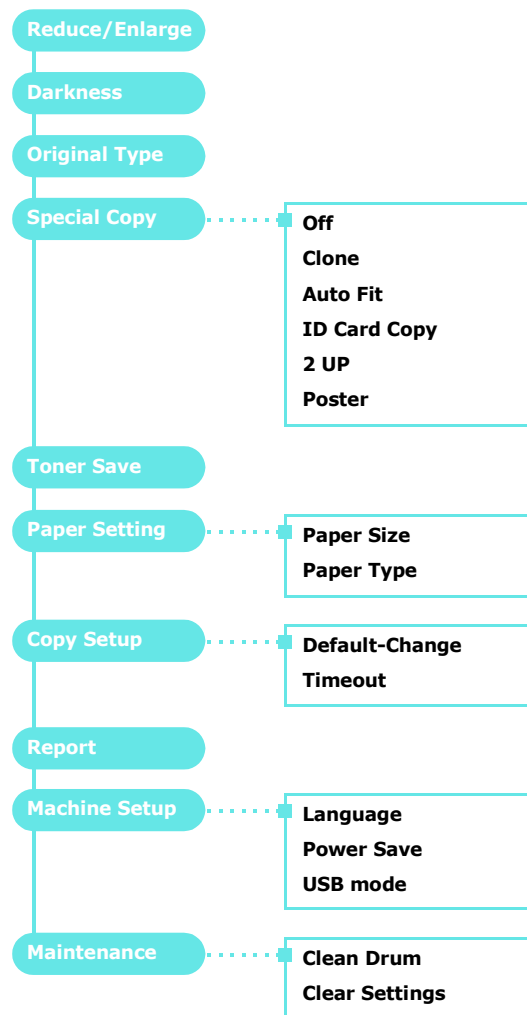 Reduce/Enlarge
Darkness
Original Type
Special Copy
Off
Clone
Auto Fit
ID Card Copy
2 UP
Poster
Toner Save
Paper Setting
Paper Size
Paper Type
Copy Setup
Default-Change
Timeout
Report
Machine Setup
Language
Power Save
USB mode
Maintenance
Clean Drum
Clear Settings